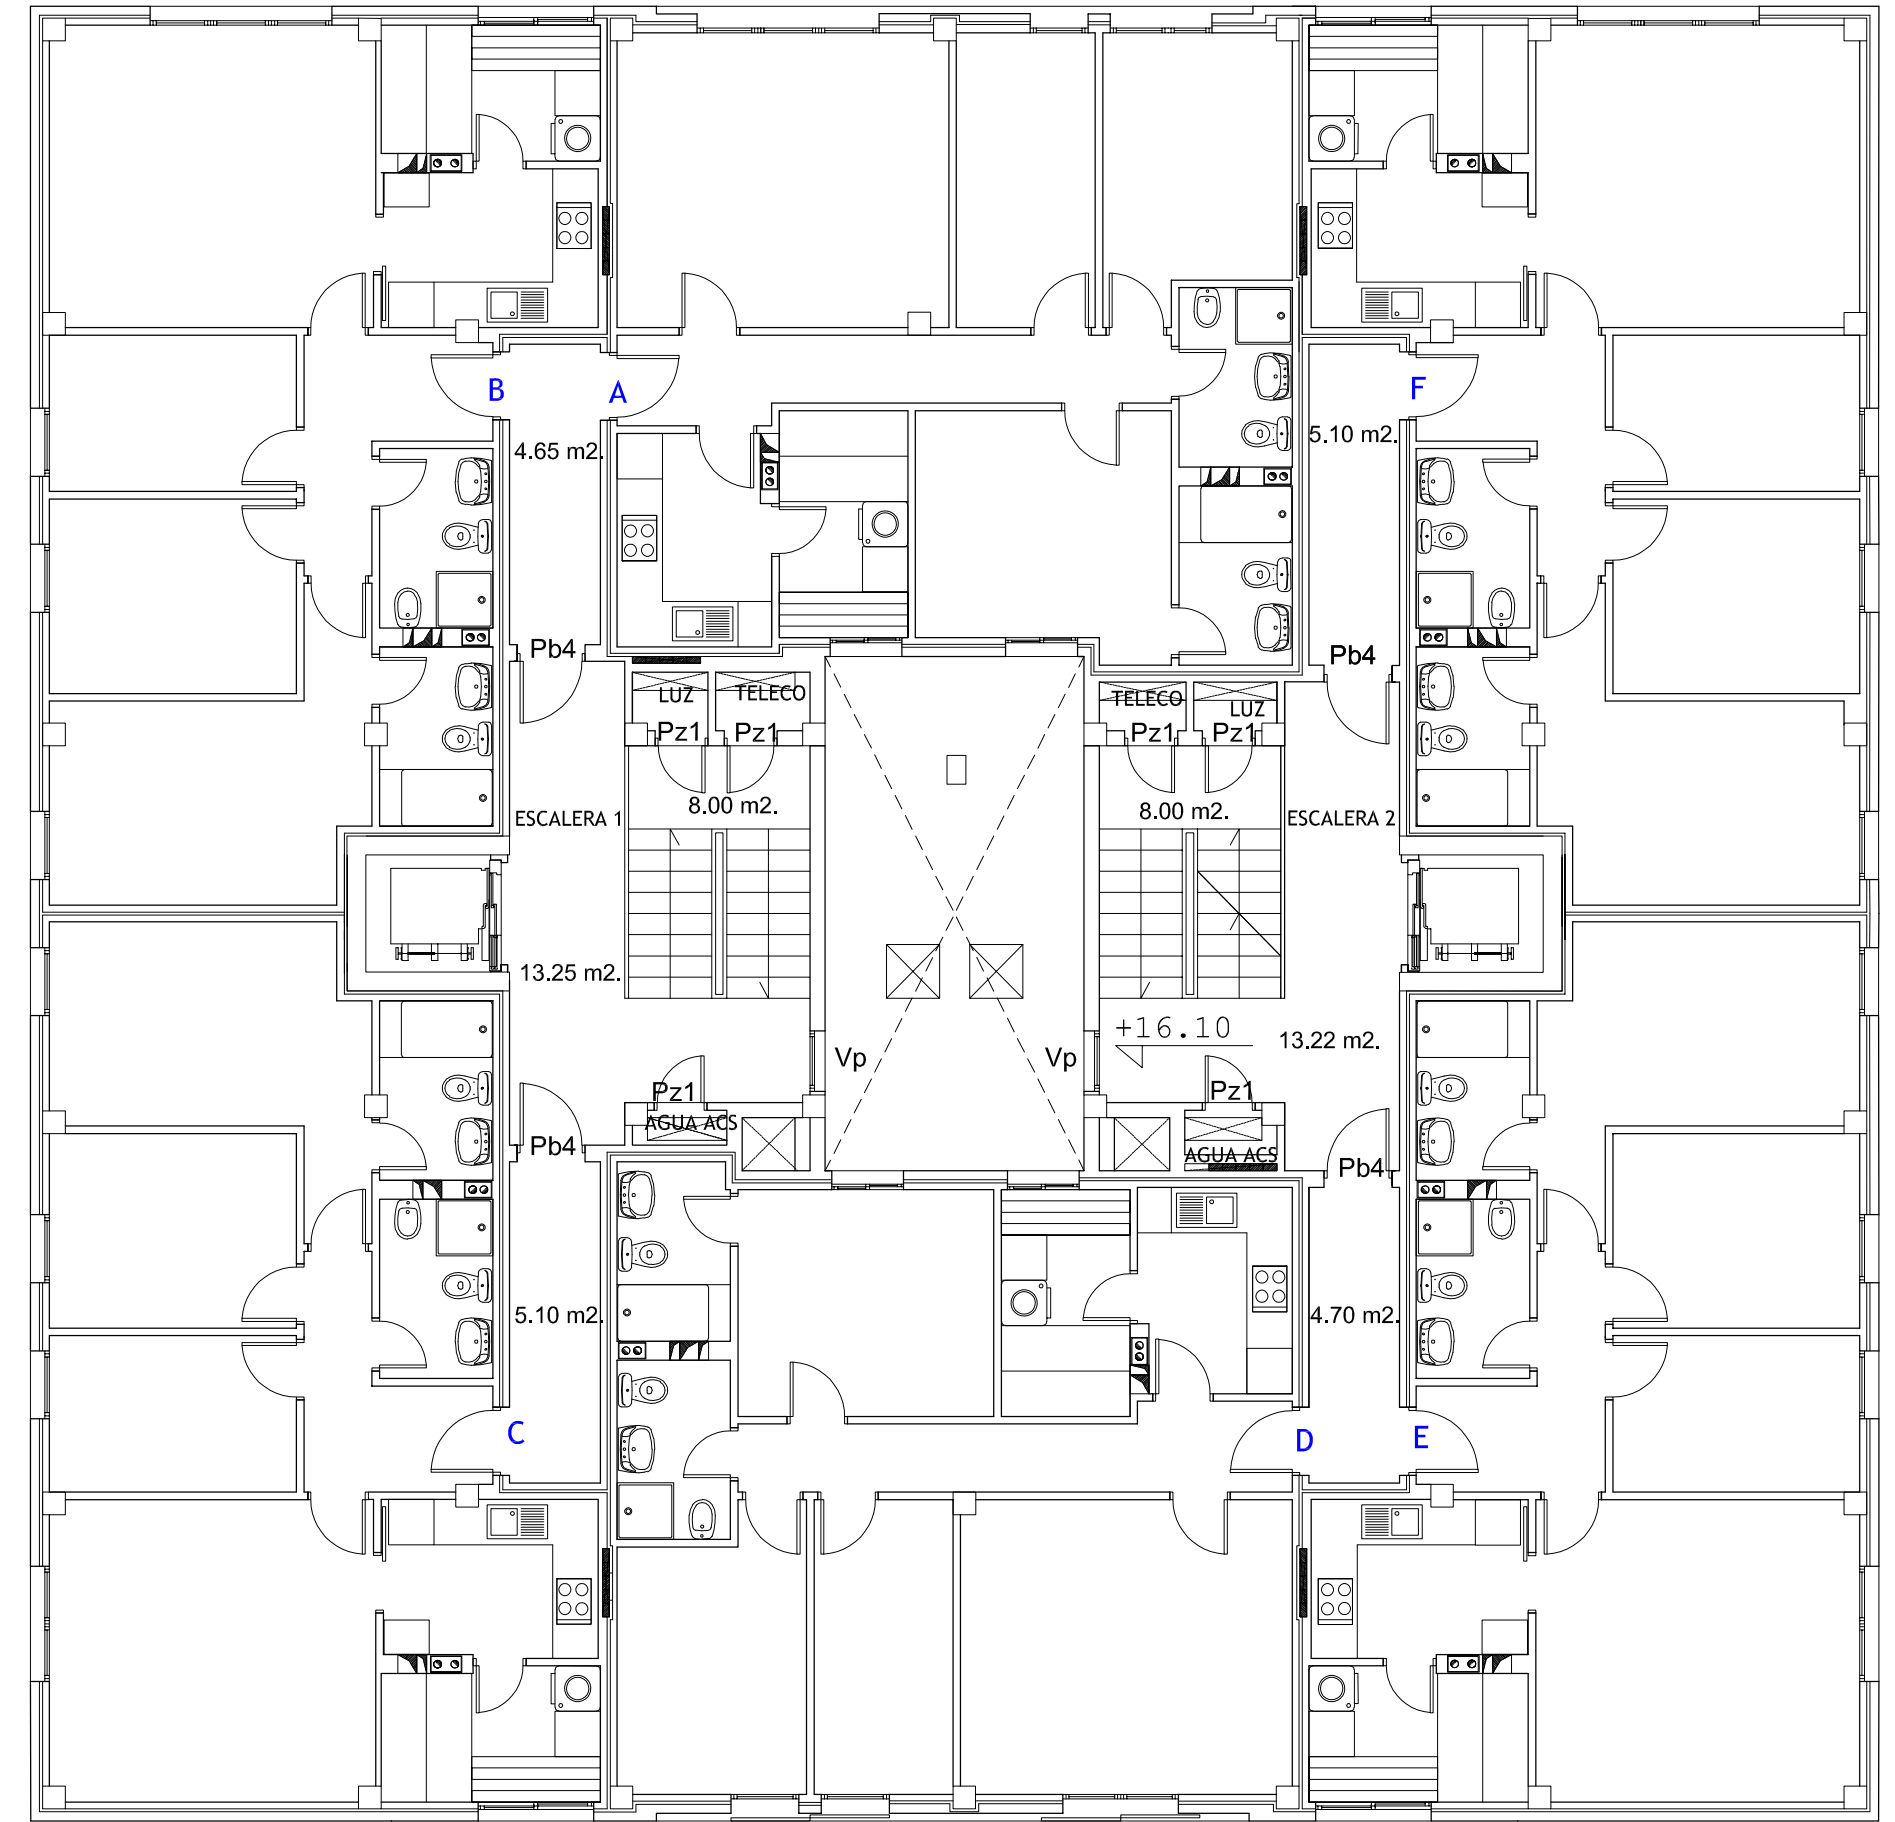 B
A
F
4.65 m2.
5.10 m2.
Pb4
Pb4
LUZ
TELECO
TELECO
LUZ
Pz1
Pz1
Pz1
Pz1
8.00 m2.
8.00 m2.
ESCALERA 1
ESCALERA 2
13.25 m2.
+16.10
13.22 m2.
Vp
Vp
Pz1
Pz1
AGUA ACS
AGUA ACS
Pb4
Pb4
5.10 m2.
4.70 m2.
C
D
E